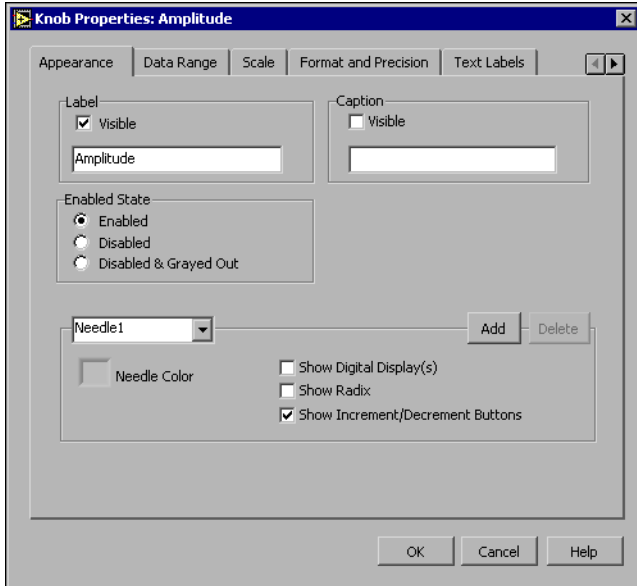 Knob Properties: Amplitude
Appearance Data Range Scale Format and Precision Text Labels
Label
Visible
Amplitude
Caption
Visible
Enabled State
Enabled
Disabled
Disabled & Grayed Out
Needle1
Add
Delete
Needle Color
Show Digital Display(s)
Show Radix
Show Increment/Decrement Buttons
OK Cancel Help